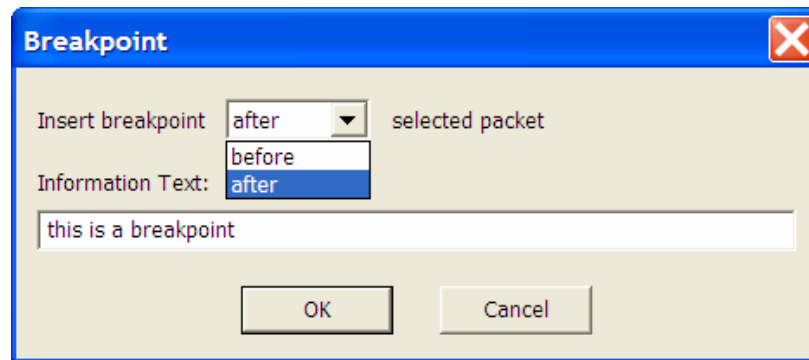 Breakpoint
Insert breakpoint after selected packet
before
Information Text: after
this is a breakpoint
OK Cancel